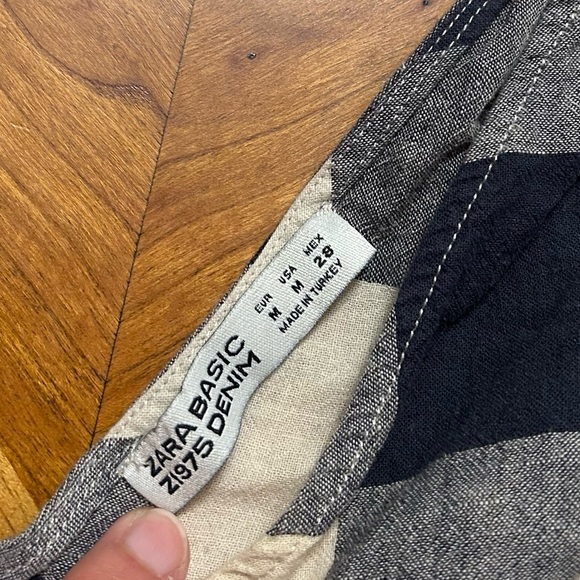 ZARA BASIC
Z1975 DENIM
EUR USA MEX
M M 28
MADE IN TURKEY